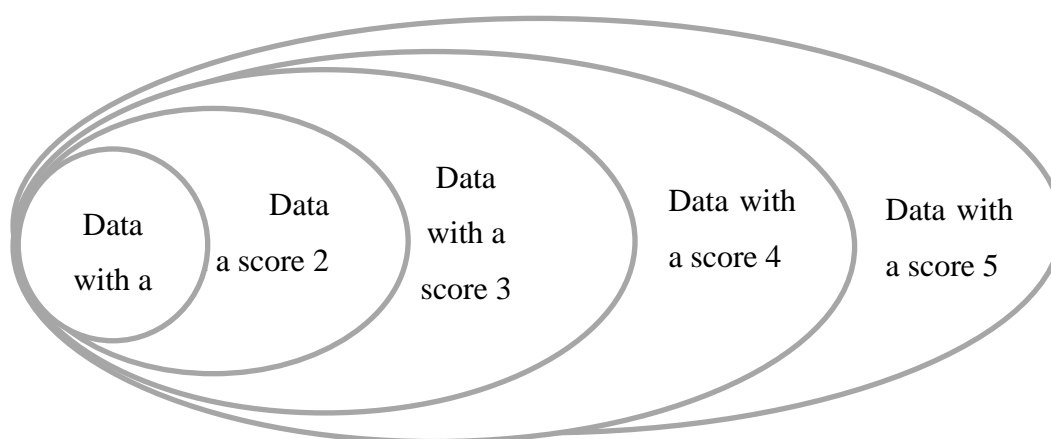 Data
with a
Data
a score 2
Data
with a
score 3
Data with
a score 4
Data with
a score 5